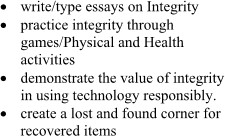 • write/type essays on Integrity
• practice integrity through
games/Physical and Health
activities
• demonstrate the value of integrity
in using technology responsibly.
• create a lost and found corner for
recovered items